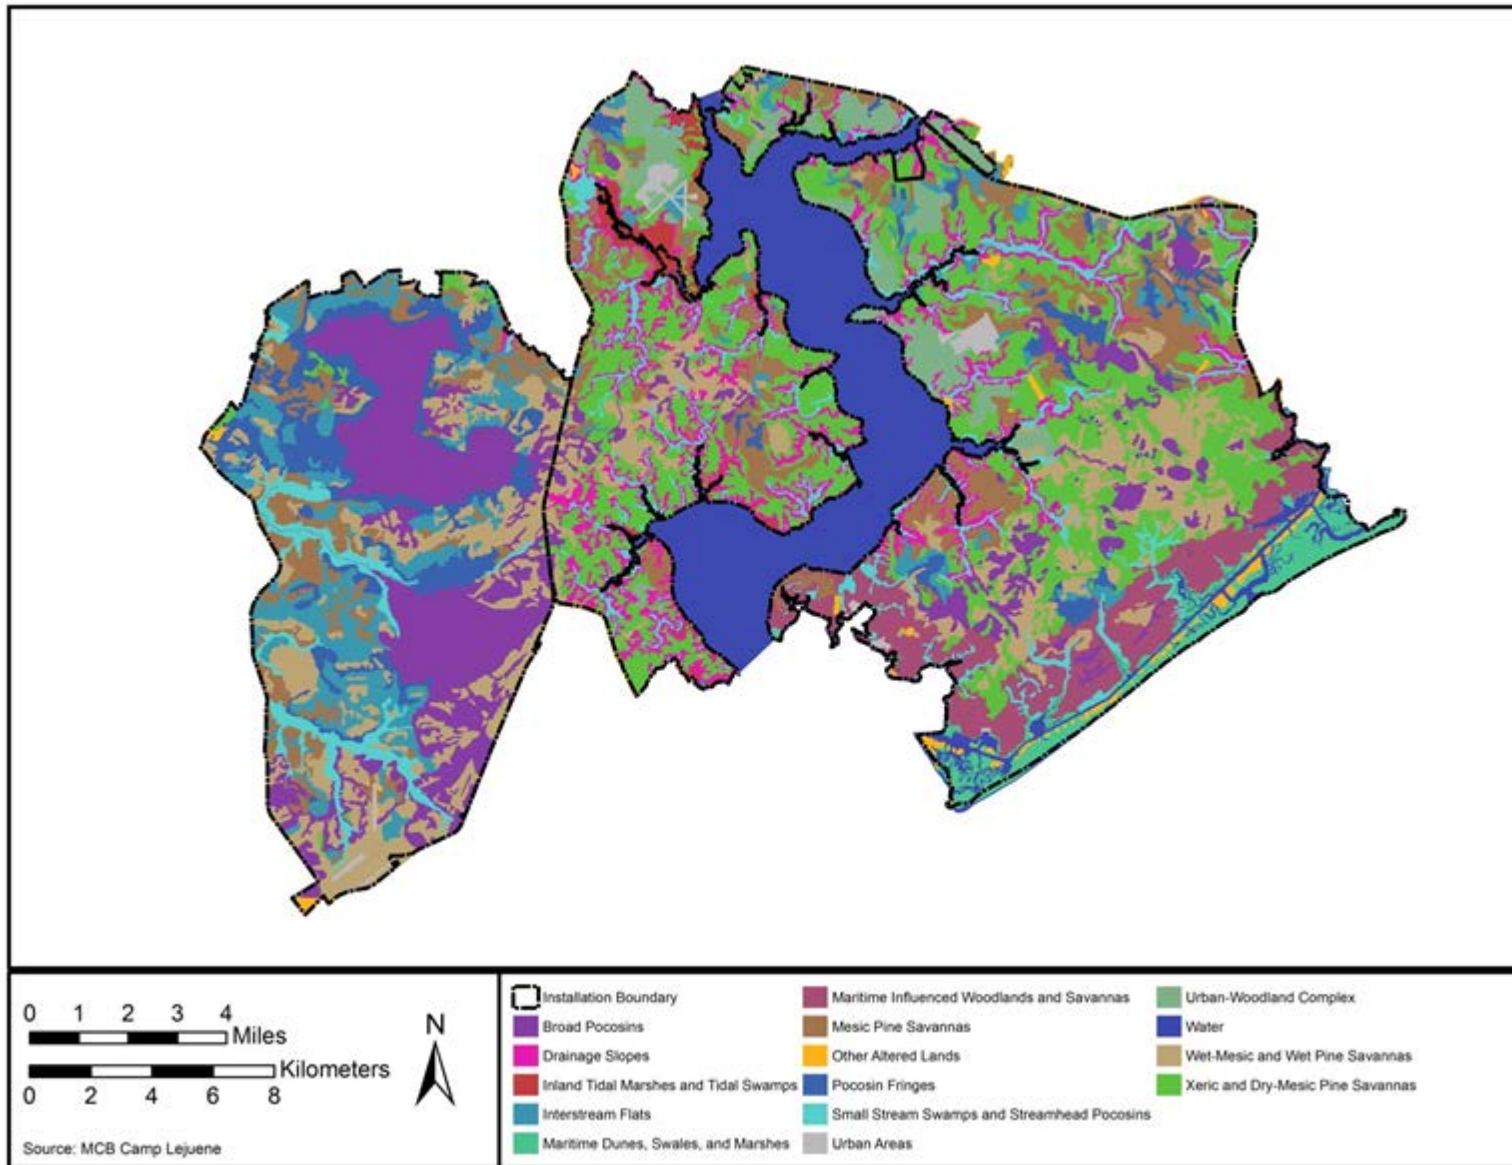 0 1 2 3 4
Miles
Kilometers
0 2 4 6 8
N
Source: MCB Camp Lejuene
Installation Boundary
Broad Pocosins
Drainage Slopes
Inland Tidal Marshes and Tidal Swamps
Interstream Flats
Maritime Dunes, Swales, and Marshes
Maritime Influenced Woodlands and Savannas
Mesic Pine Savannas
Other Altered Lands
Pocosin Fringes
Small Stream Swamps and Streamhead Pocosins
Urban Areas
Urban-Woodland Complex
Water
Wet-Mesic and Wet Pine Savannas
Xeric and Dry-Mesic Pine Savannas